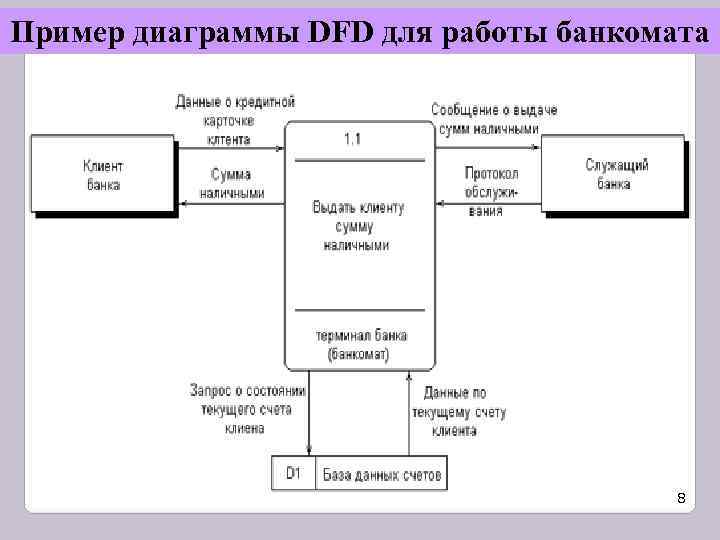 Пример диаграммы DFD для работы банкомата
Данные о кредитной
карточке
клтента
Сообщение о выдаче
сумм наличными
1.1
Клиент
банка
Служащий
банка
Сумма
наличными
Протокол
обслужи-
вания
Выдать клиенту
сумму
наличными
терминал банка
(банкомат)
Запрос о состоянии
текущего счета
клиена
Данные по
текущему счету
клиента
D1
База данных счетов
8